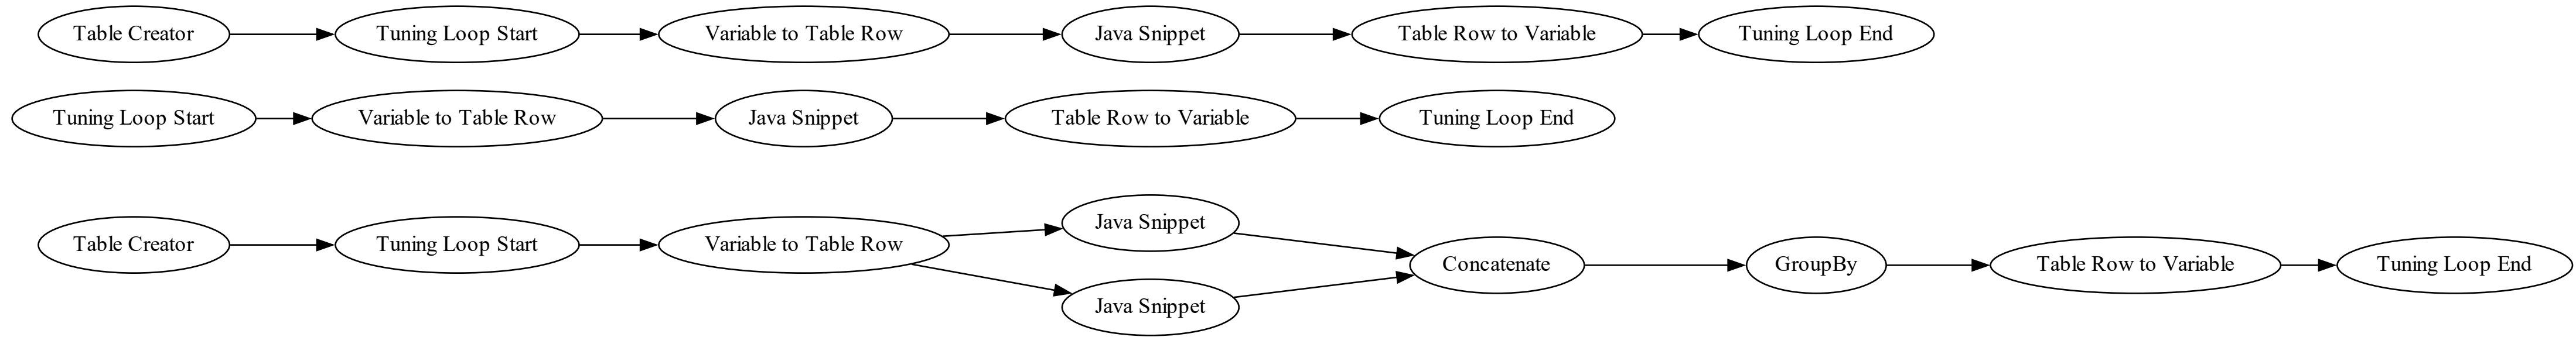 Table Creator
Tuning Loop Start
Variable to Table Row
Java Snippet
Table Row to Variable
Tuning Loop End
Tuning Loop Start
Variable to Table Row
Java Snippet
Table Row to Variable
Tuning Loop End
Table Creator
Tuning Loop Start
Variable to Table Row
Java Snippet
Java Snippet
Concatenate
GroupBy
Table Row to Variable
Tuning Loop End